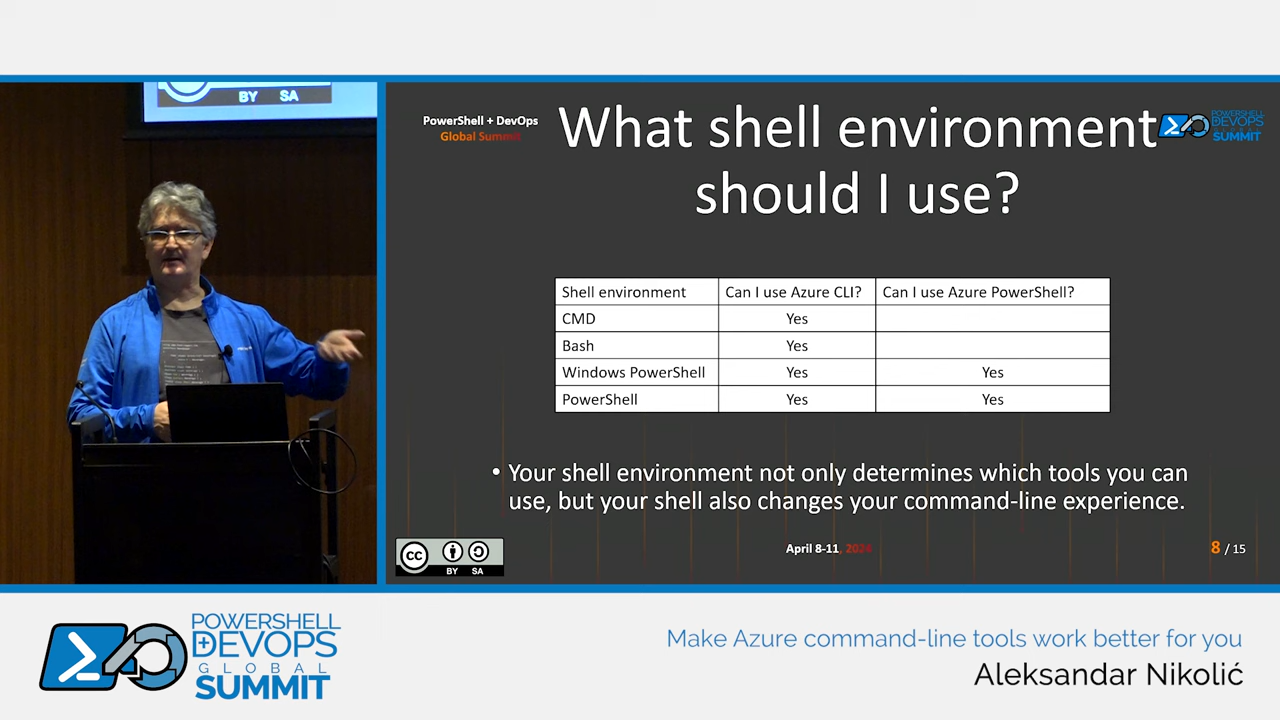 BY SA
PowerShell + DevOps
Global Summit
What shell environment
should I use?
POWERSHELL
DEVOPS
GLOBAL
SUMMIT
Shell environment Can I use Azure CLI? Can I use Azure PowerShell?
CMD Yes
Bash Yes
Windows PowerShell Yes Yes
PowerShell Yes Yes
• Your shell environment not only determines which tools you can
use, but your shell also changes your command-line experience.
cc BY SA
April 8-11, 2024
8 / 15
POWERSHELL
+ DEVOPS
GLOBAL
SUMMIT
Make Azure command-line tools work better for you
Aleksandar Nikolić